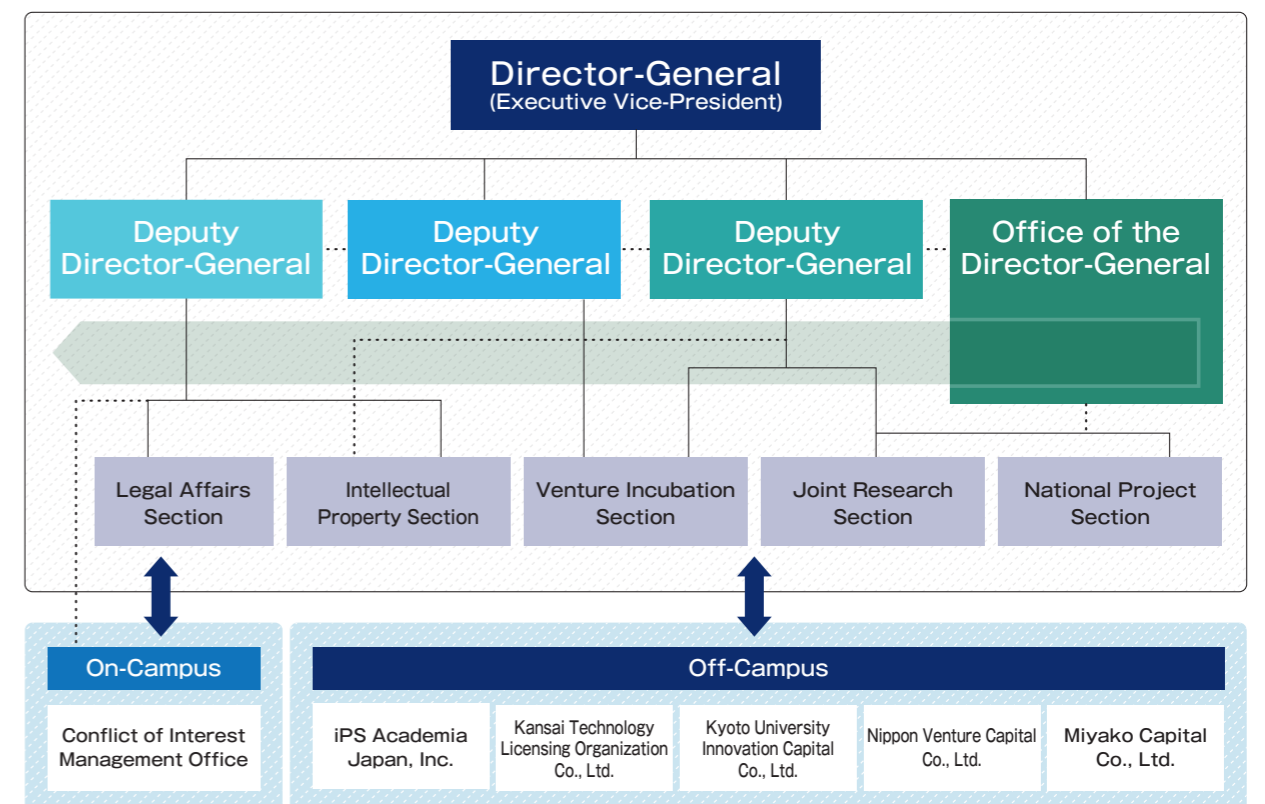 Director-General
(Executive Vice-President)
Deputy
Director-General
Deputy
Director-General
Deputy
Director-General
Office of the
Director-General
Legal Affairs
Section
Intellectual
Property Section
Venture Incubation
Section
Joint Research
Section
National Project
Section
On-Campus
Conflict of Interest
Management Office
Off-Campus
iPS Academia
Japan, Inc.
Kansai Technology
Licensing Organization
Co., Ltd.
Kyoto University
Innovation Capital
Co., Ltd.
Nippon Venture Capital
Co., Ltd.
Miyako Capital
Co., Ltd.